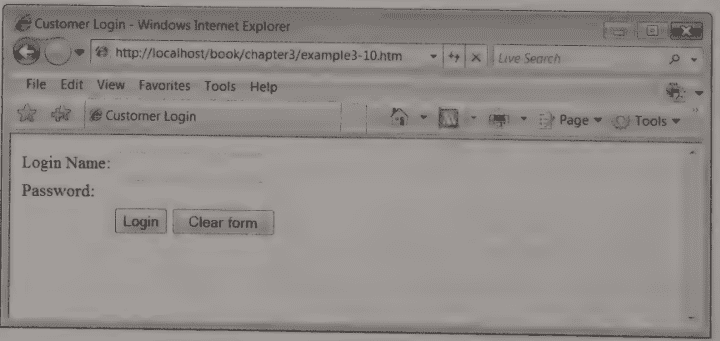 Customer Login - Windows Internet Explorer
http://localhost/book/chapter3/example3-10.htm Live Search
File Edit View Favorites Tools Help
Customer Login Page Tools
Login Name:
Password:
Login Clear form